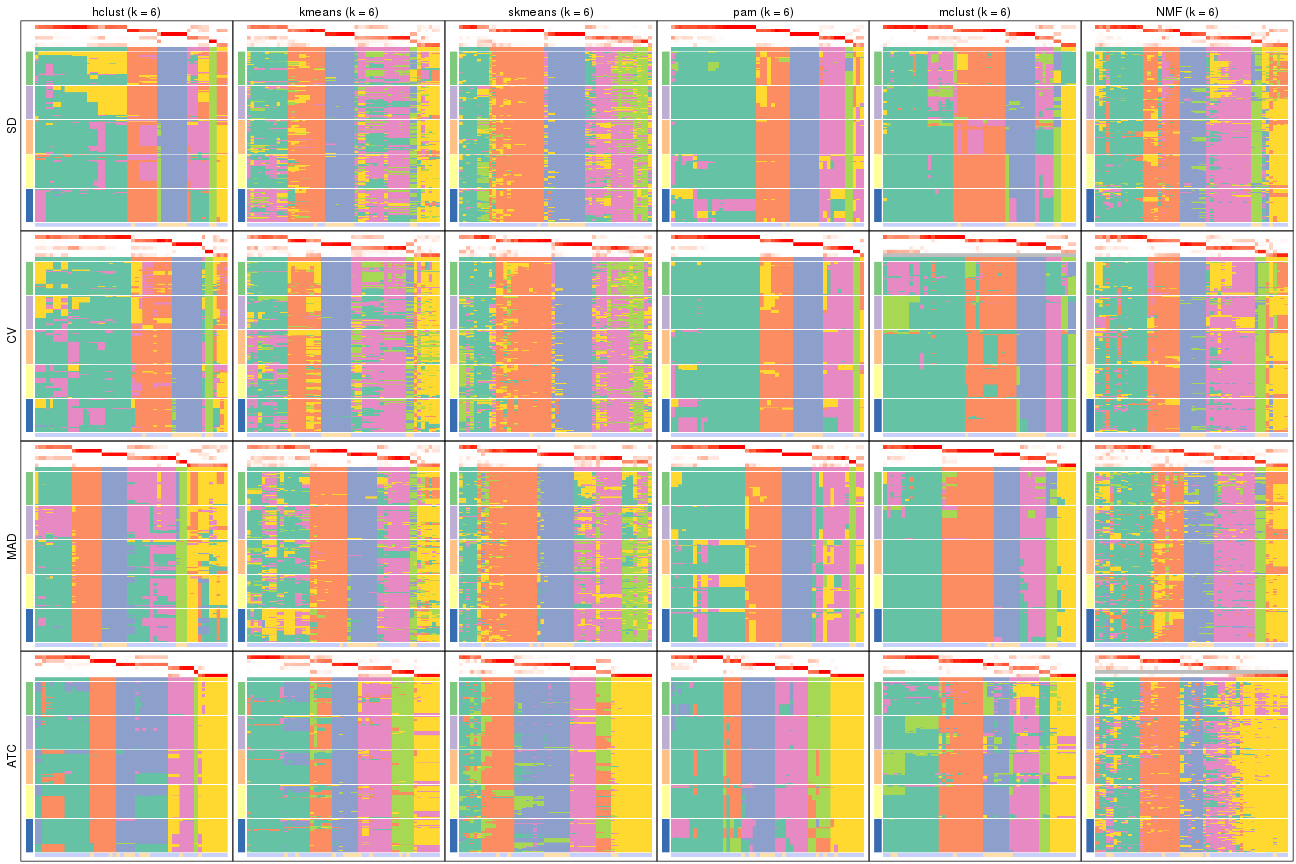 hclust (k = 6)
kmeans (k = 6)
skmeans (k = 6)
pam (k = 6)
mclust (k = 6)
NMF (k = 6)
SD
CV
MAD
ATC